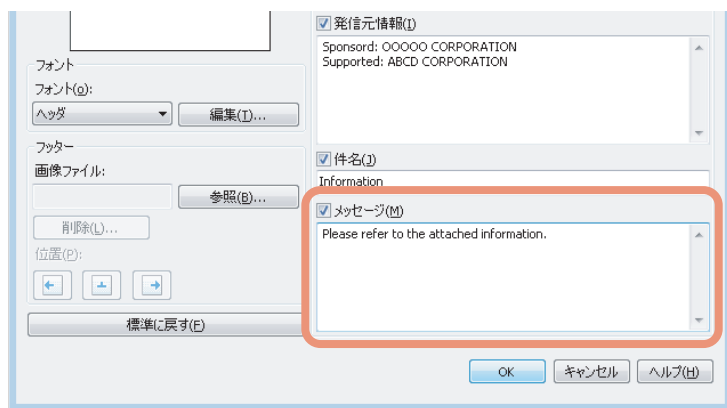 フォント
フォント(o):
ヘッダ
編集(I)...
フッター
画像ファイル:
参照(B)...
削除(L)...
位置(P):
標準に戻す(F)
発信元情報(I)
Sponsord: OOOOO CORPORATION
Supported: ABCD CORPORATION
件名(J)
Information
メッセージ(M)
Please refer to the attached information.
OK
キャンセル
ヘルプ(H)